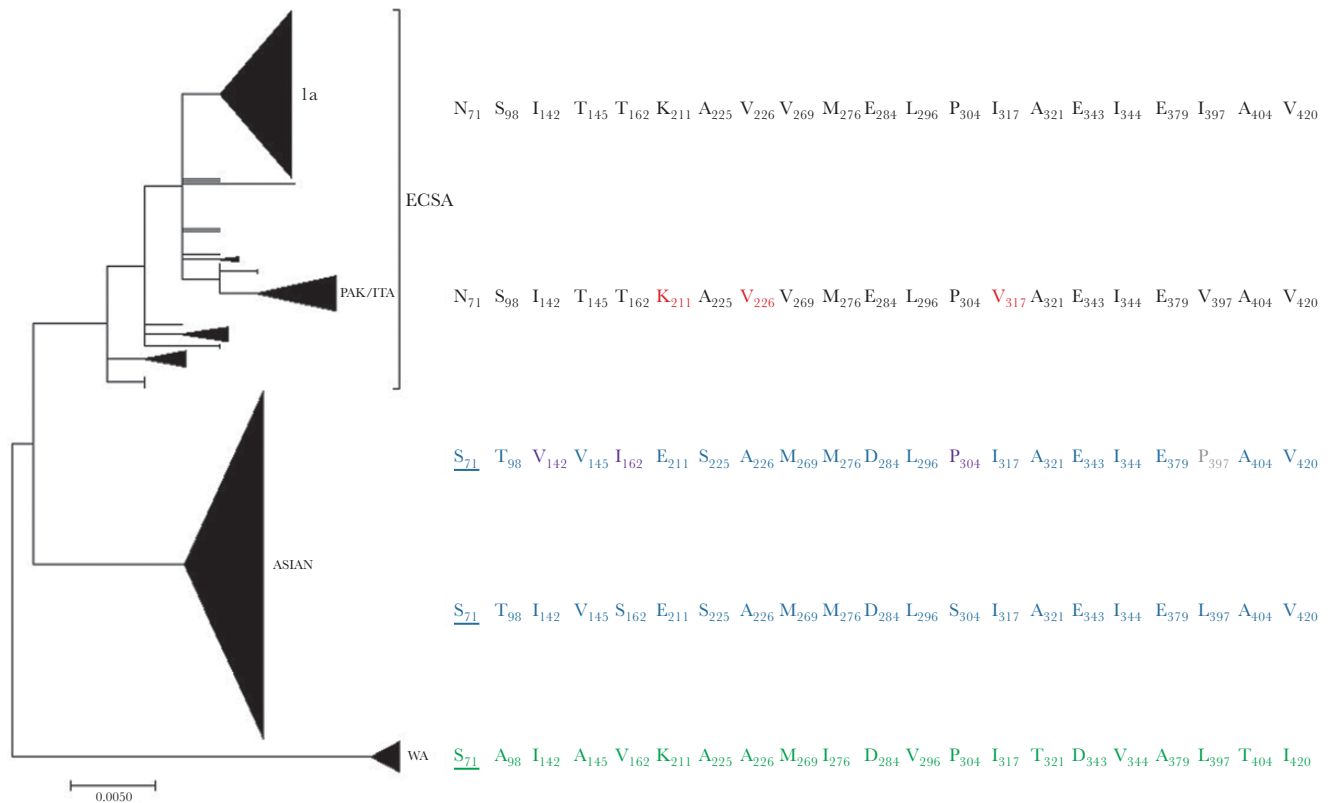 1a
N71 S98 I142 T145 T162 K211 A225 V226 V269 M276 E284 L296 P304 I317 A321 E343 I344 E379 I397 A404 V420
ECSA
PAK/ITA
N71 S98 I142 T145 T162 K211 A225 V226 V269 M276 E284 L296 P304 V317 A321 E343 I344 E379 V397 A404 V420
S71 T98 V142 V145 I162 E211 S225 A226 M269 M276 D284 L296 P304 I317 A321 E343 I344 E379 P397 A404 V420
ASIAN
S71 T98 I142 V145 S162 E211 S225 A226 M269 M276 D284 L296 S304 I317 A321 E343 I344 E379 L397 A404 V420
WA
S71 A98 I142 A145 V162 K211 A225 A226 M269 I276 D284 V296 P304 I317 T321 D343 V344 A379 L397 T404 I420
0.0050